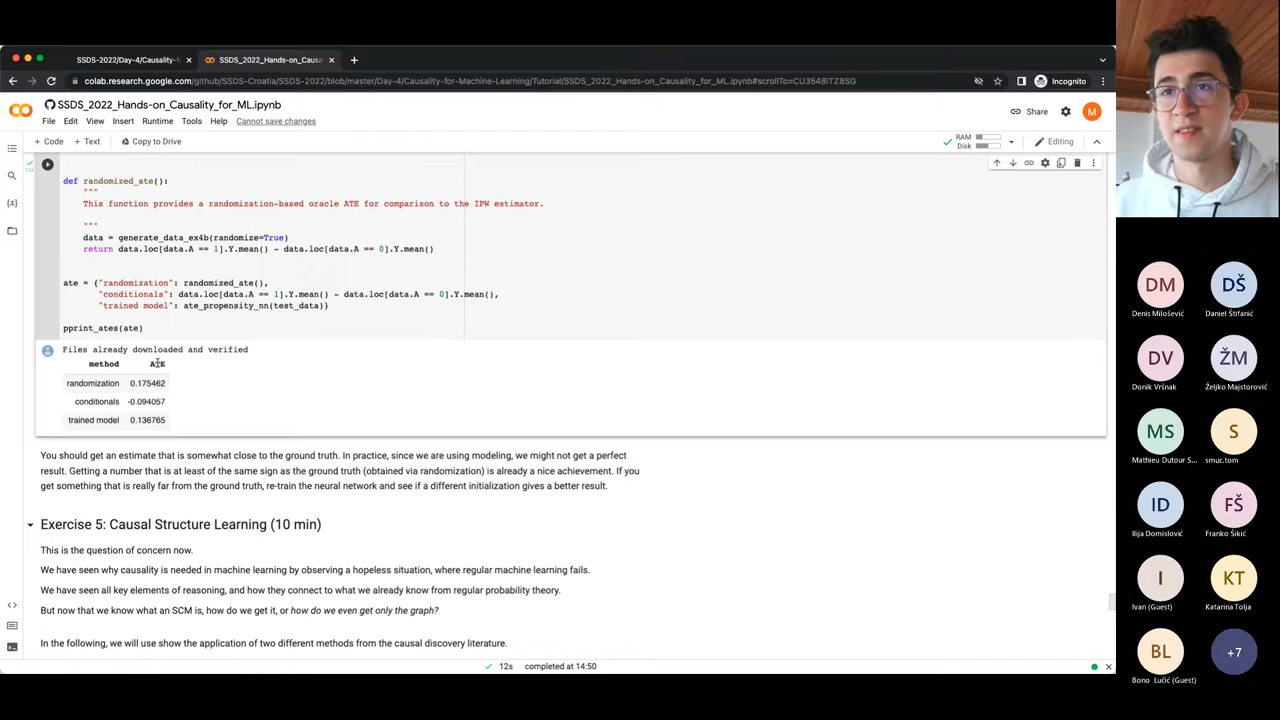 SSDS-2022/Day-4/Causality-f
SSDS_2022_Hands-on_Causa
colab.research.google.com/github/SSDS-Croatia/SSDS-2022/blob/master/Day-4/Causality-for-Machine-Learning/Tutorial/SSDS_2022_Hands_on_Causality_for_ML.ipynb#scrollTo=CU3548lTZ8SG
Incognito
SSDS_2022_Hands-on_Causality_for_ML.ipynb
Share
M
File Edit View Insert Runtime Tools Help Cannot save changes
+ Code + Text Copy to Drive
RAM
Disk
Editing
12s
def randomized_ate():
"""
This function provides a randomization-based oracle ATE for comparison to the IPW estimator.
"""
data = generate_data_ex4b(randomize=True)
return data.loc[data.A == 1].Y.mean() - data.loc[data.A == 0].Y.mean()
ate = {"randomization": randomized_ate(),
"conditionals": data.loc[data.A == 1].Y.mean() - data.loc[data.A == 0].Y.mean(),
"trained model": ate_propensity_nn(test_data)}
pprint_ates(ate)
Files already downloaded and verified
method ATE
randomization 0.175462
conditionals -0.094057
trained model 0.136765
You should get an estimate that is somewhat close to the ground truth. In practice, since we are using modeling, we might not get a perfect
result. Getting a number that is at least of the same sign as the ground truth (obtained via randomization) is already a nice achievement. If you
get something that is really far from the ground truth, re-train the neural network and see if a different initialization gives a better result.
Exercise 5: Causal Structure Learning (10 min)
This is the question of concern now.
We have seen why causality is needed in machine learning by observing a hopeless situation, where regular machine learning fails.
We have seen all key elements of reasoning, and how they connect to what we already know from regular probability theory.
But now that we know what an SCM is, how do we get it, or how do we even get only the graph?
In the following, we will use show the application of two different methods from the causal discovery literature.
12s completed at 14:50
DM
Denis Milošević
DŠ
Daniel Štifanić
DV
Donik Vršnak
ŽM
Željko Majstorović
MS
Mathieu Dutour S...
S
smuc.tom
ID
Ilija Domislović
FŠ
Franko Šikić
I
Ivan (Guest)
KT
Katarina Tolja
BL
Bono Lučić (Guest)
+7